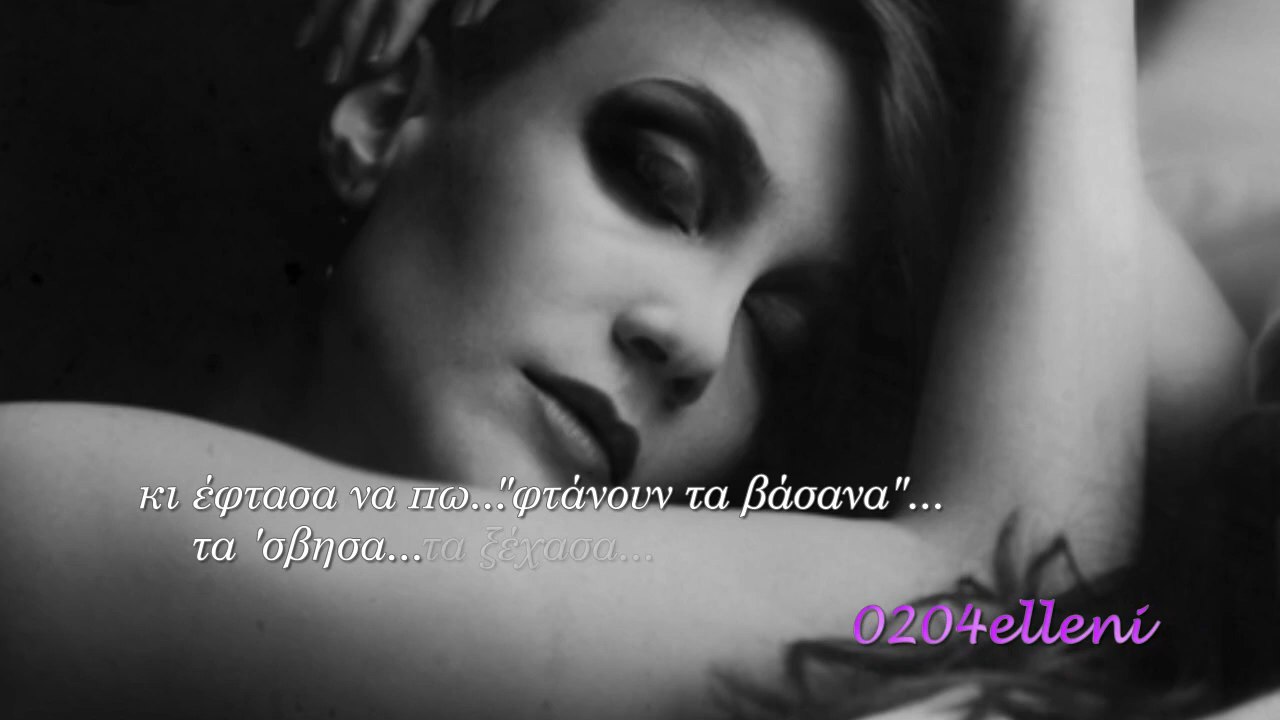 κι έφτασα να πω..."φτάνουν τα βάσανα"...
τα 'σβησα...τα ξέχασα...
0204elleni